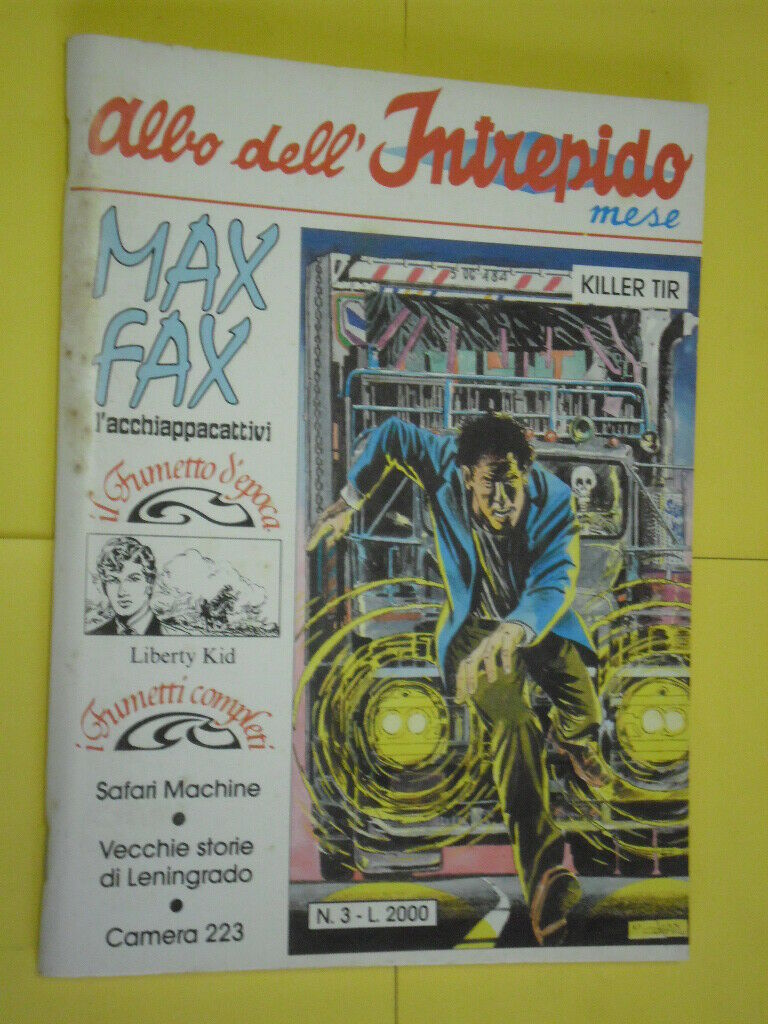 albo dell'Intrepido
mese
MAX
FAX
l'acchiappacattivi
KILLER TIR
il Fumetto d'epoca
Liberty Kid
i Fumetti completi
Safari Machine
•
Vecchie storie
di Leningrado
•
Camera 223
N. 3 - L. 2000